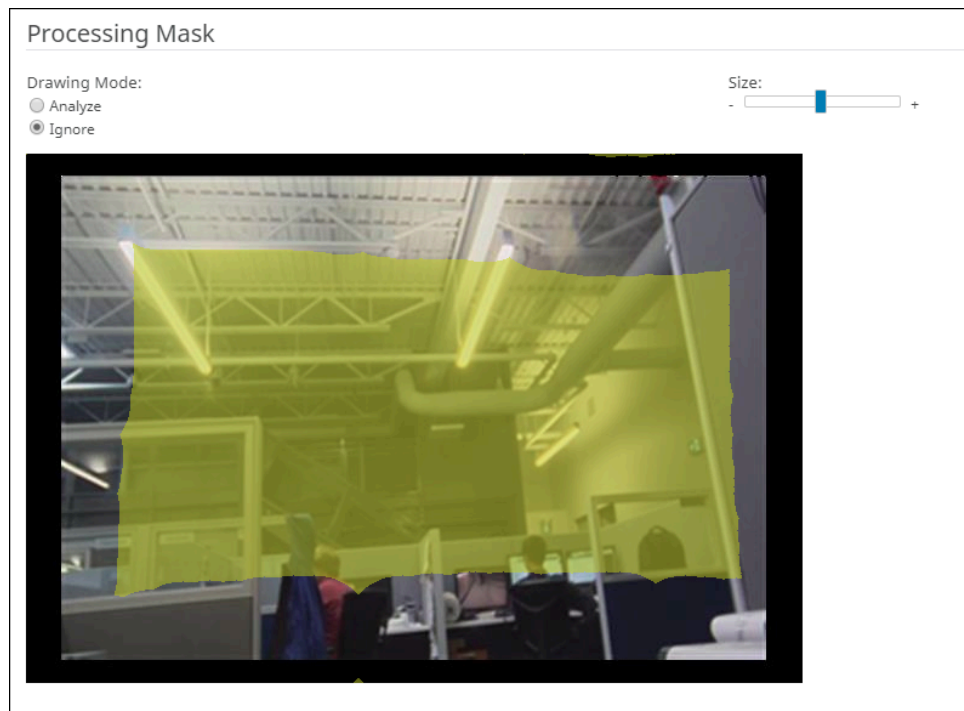 Processing Mask
Drawing Mode:
Analyze
Ignore
Size:
- +